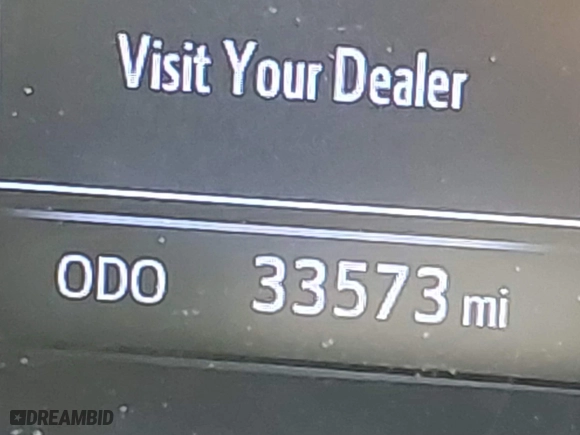 Visit Your Dealer
ODO 33573 mi
DREAMBID